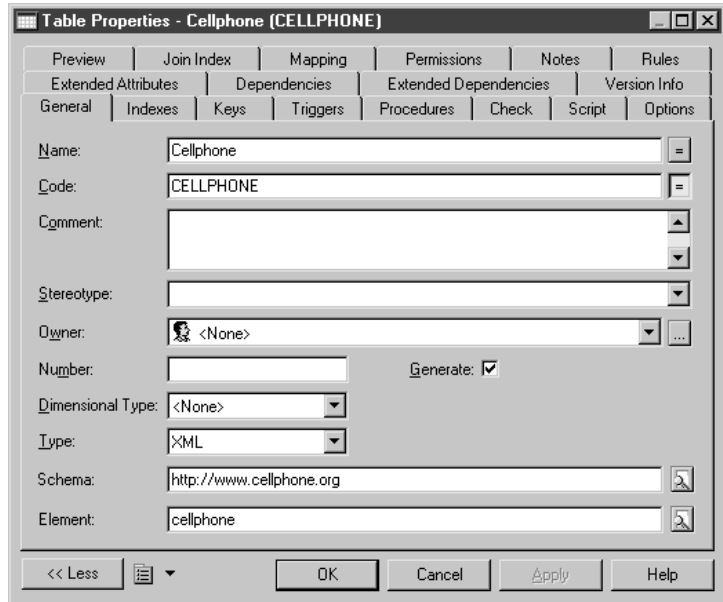 Table Properties - Cellphone (CELLPHONE)
Preview Join Index Mapping Permissions Notes Rules
Extended Attributes Dependencies Extended Dependencies Version Info
General Indexes Keys Triggers Procedures Check Script Options
Name: Cellphone =
Code: CELLPHONE =
Comment:
Stereotype:
Owner: <None> ...
Number: Generate:
Dimensional Type: <None>
Type: XML
Schema: http://www.cellphone.org
Element: cellphone
<< Less OK Cancel Apply Help